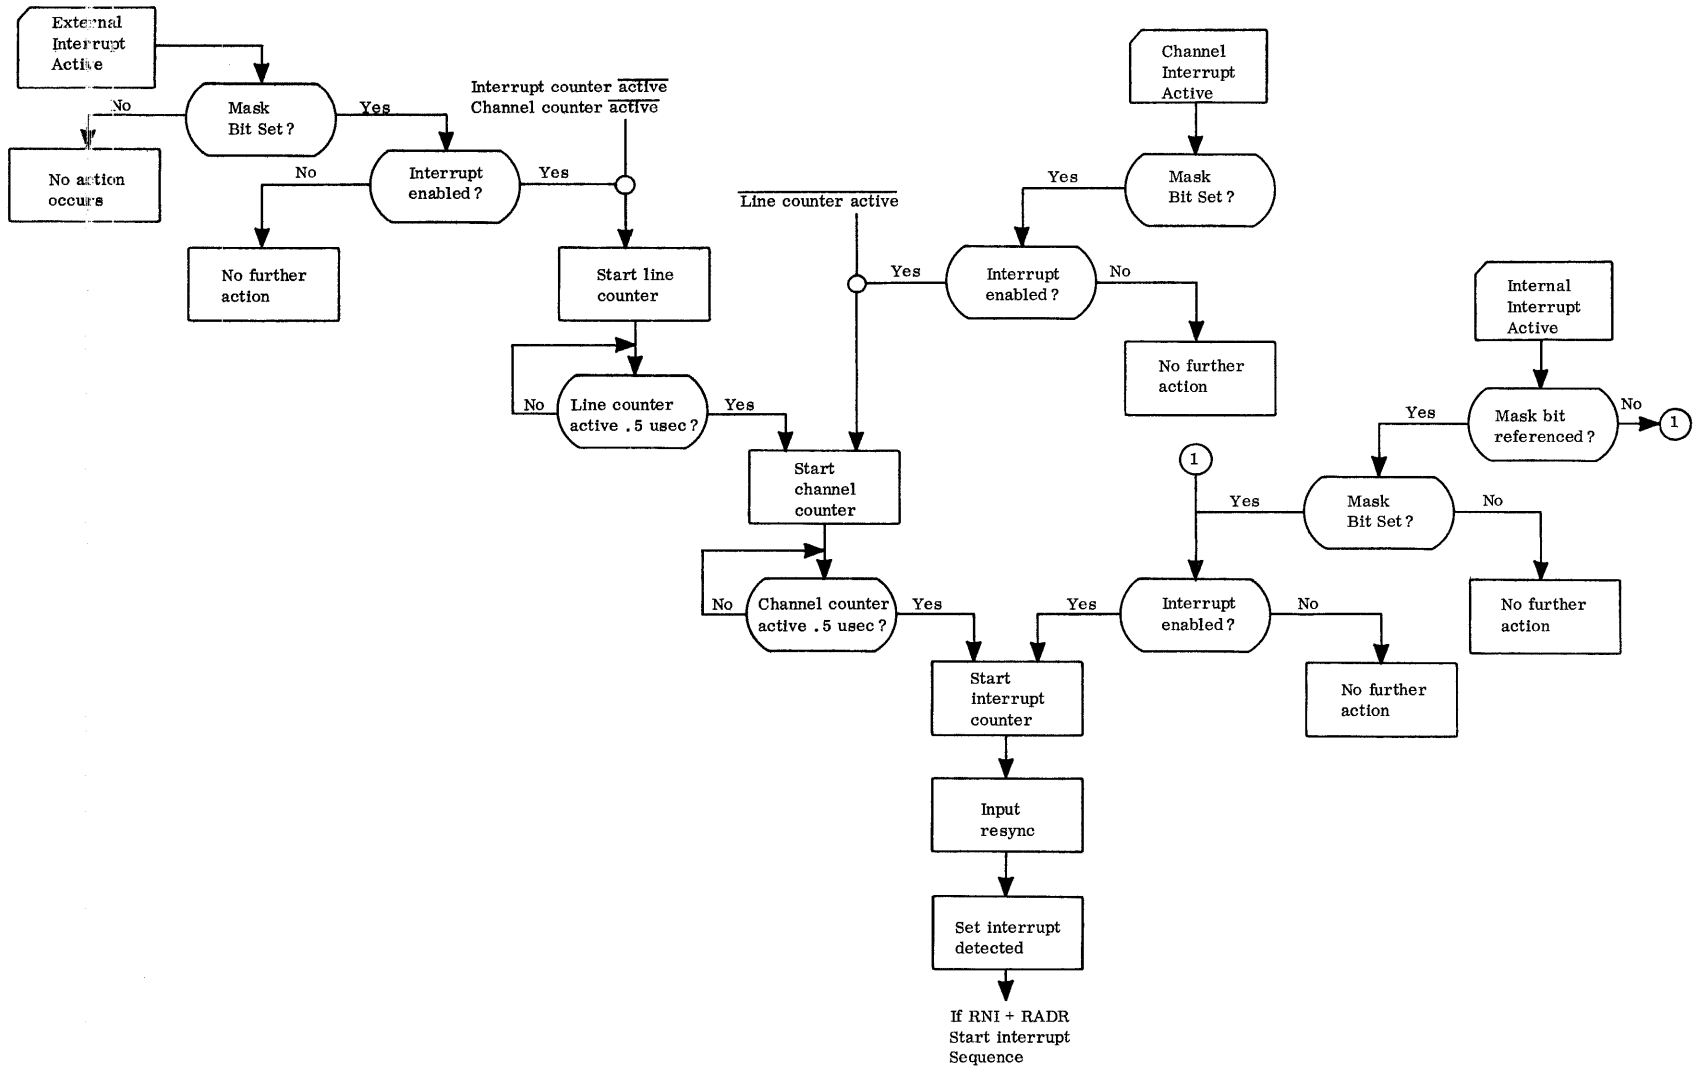 External
Interrupt
Active
No
Mask
Bit Set?
Yes
No action
occurs
No
Interrupt
enabled?
Yes
No further
action
Interrupt counter active
Channel counter active
Start line
counter
No
Line counter
active .5 usec?
Yes
Line counter active
Channel
Interrupt
Active
Yes
Mask
Bit Set?
Yes
Interrupt
enabled?
No
No further
action
Start
channel
counter
No
Channel counter
active .5 usec?
Yes
Internal
Interrupt
Active
Yes
Mask bit
referenced?
No
1
1
Yes
Mask
Bit Set?
No
No further
action
Yes
Interrupt
enabled?
No
No further
action
Start
interrupt
counter
Input
resync
Set interrupt
detected
If RNI + RADR
Start interrupt
Sequence